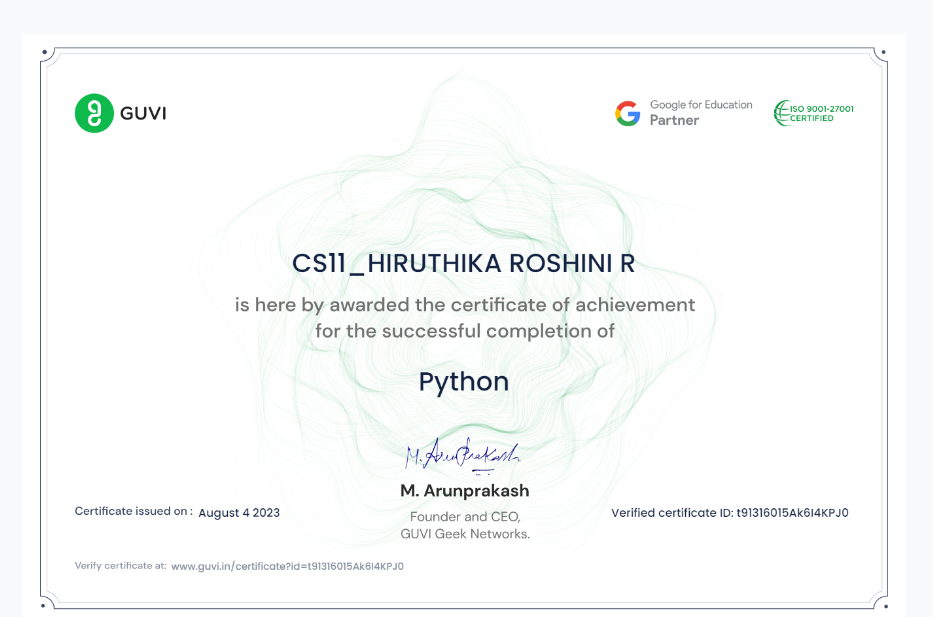 GUVI
Google for Education
Partner
ISO 9001-27001
CERTIFIED
CS11_HIRUTHIKA ROSHINI R
is here by awarded the certificate of achievement
for the successful completion of
Python
M. Arunprakash
M. Arunprakash
Founder and CEO,
GUVI Geek Networks.
Certificate issued on : August 4 2023
Verified certificate ID: t91316015Ak6I4KPJ0
Verify certificate at: www.guvi.in/certificate?id=t91316015Ak6I4KPJ0